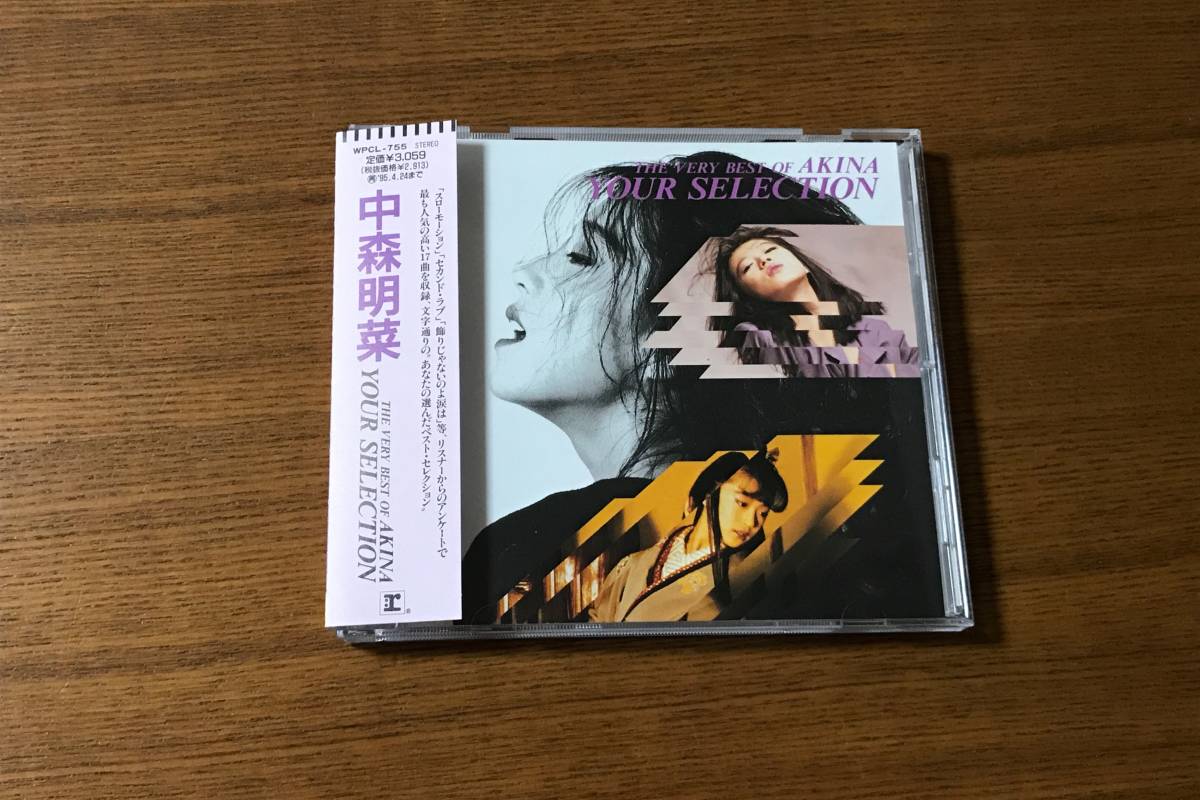 WPCL-755 STEREO
定価¥3,059
(税抜価格¥2,913)
㋲'95.4.24まで
中森明菜
THE VERY BEST OF AKINA
YOUR SELECTION
「スローモーション」「セカンド・ラブ」「飾りじゃないのよ涙は」等、リスナーからのアンケートで
最も人気の高い17曲を収録、文字通りの。あなたの選んだベスト・セレクション。
r
®
THE VERY BEST OF AKINA
YOUR SELECTION